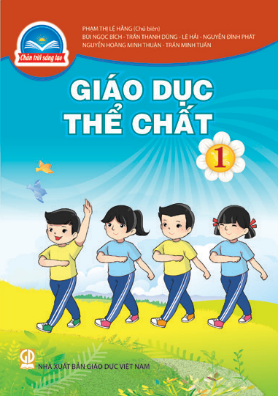 PHẠM THỊ LỆ HẰNG (Chủ biên)
BÙI NGỌC BÍCH - TRẦN THANH DŨNG - LÊ HẢI - NGUYỄN ĐÌNH PHÁT
NGUYỄN HOÀNG MINH THUẬN - TRẦN MINH TUẤN
Chân trời sáng tạo
GIÁO DỤC
THỂ CHẤT
1
NHÀ XUẤT BẢN GIÁO DỤC VIỆT NAM